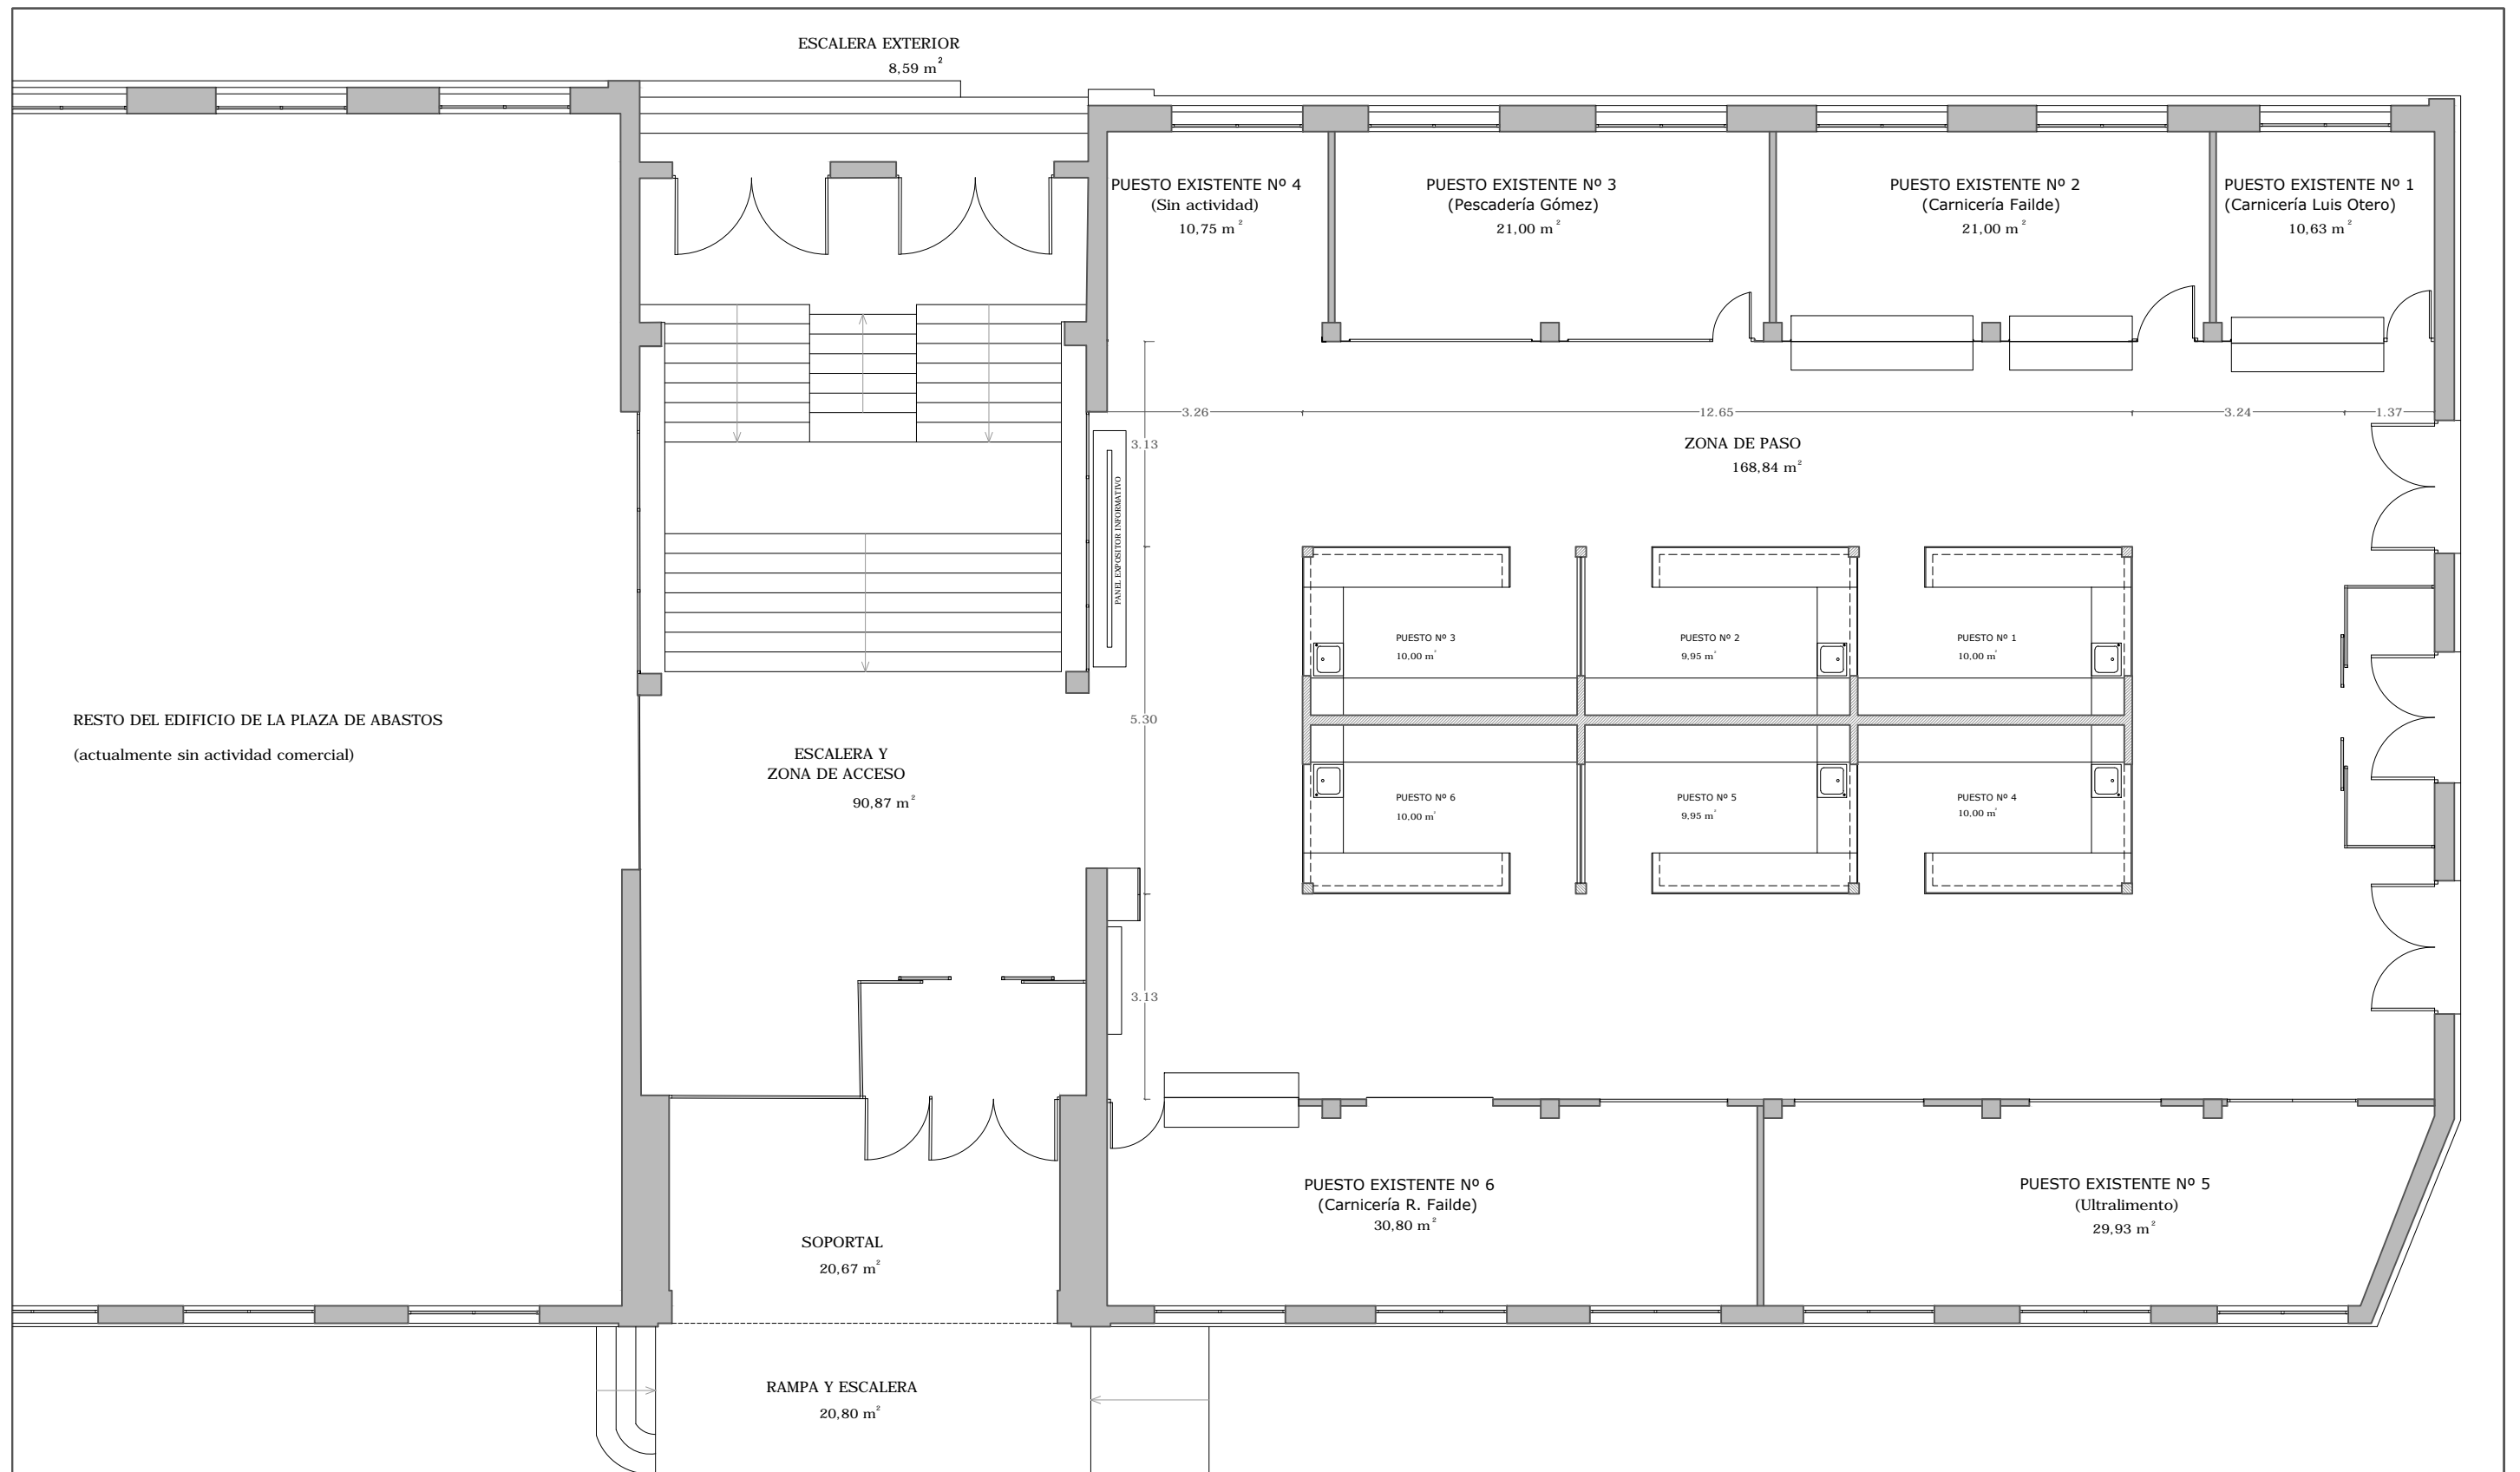 ESCALERA EXTERIOR
8,59 m²
PUESTO EXISTENTE Nº 4
(Sin actividad)
10,75 m²
PUESTO EXISTENTE Nº 3
(Pescadería Gómez)
21,00 m²
PUESTO EXISTENTE Nº 2
(Carnicería Failde)
21,00 m²
PUESTO EXISTENTE Nº 1
(Carnicería Luis Otero)
10,63 m²
3.26
12.65
3.24
1.37
3.13
ZONA DE PASO
168,84 m²
PANEL EXPOSITOR INFORMATIVO
PUESTO Nº 3
10,00 m²
PUESTO Nº 2
9,95 m²
PUESTO Nº 1
10,00 m²
5.30
RESTO DEL EDIFICIO DE LA PLAZA DE ABASTOS
(actualmente sin actividad comercial)
ESCALERA Y
ZONA DE ACCESO
90,87 m²
PUESTO Nº 6
10,00 m²
PUESTO Nº 5
9,95 m²
PUESTO Nº 4
10,00 m²
3.13
PUESTO EXISTENTE Nº 6
(Carnicería R. Failde)
30,80 m²
PUESTO EXISTENTE Nº 5
(Ultralimento)
29,93 m²
SOPORTAL
20,67 m²
RAMPA Y ESCALERA
20,80 m²